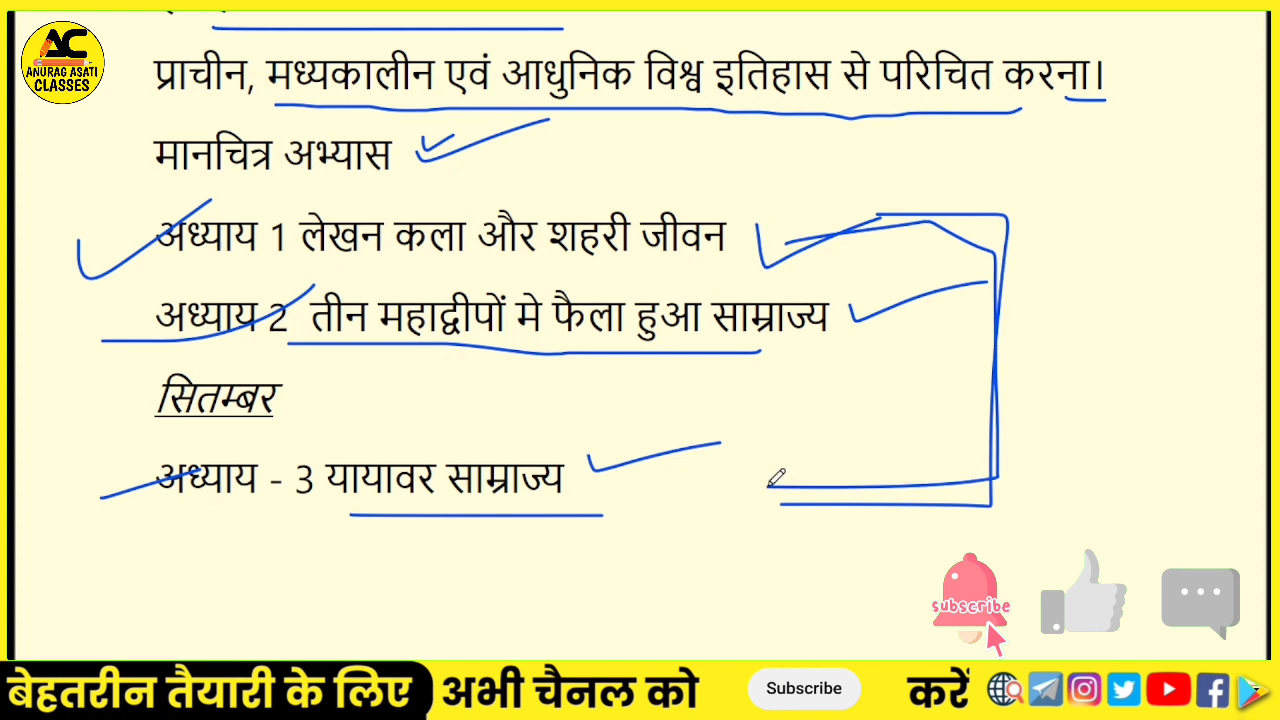 AC
ANURAG ASATI
CLASSES
प्राचीन, मध्यकालीन एवं आधुनिक विश्व इतिहास से परिचित करना।
मानचित्र अभ्यास
अध्याय 1 लेखन कला और शहरी जीवन
अध्याय 2 तीन महाद्वीपों मे फैला हुआ साम्राज्य
सितम्बर
अध्याय - 3 यायावर साम्राज्य
subscribe
बेहतरीन तैयारी के लिए अभी चैनल को Subscribe करें